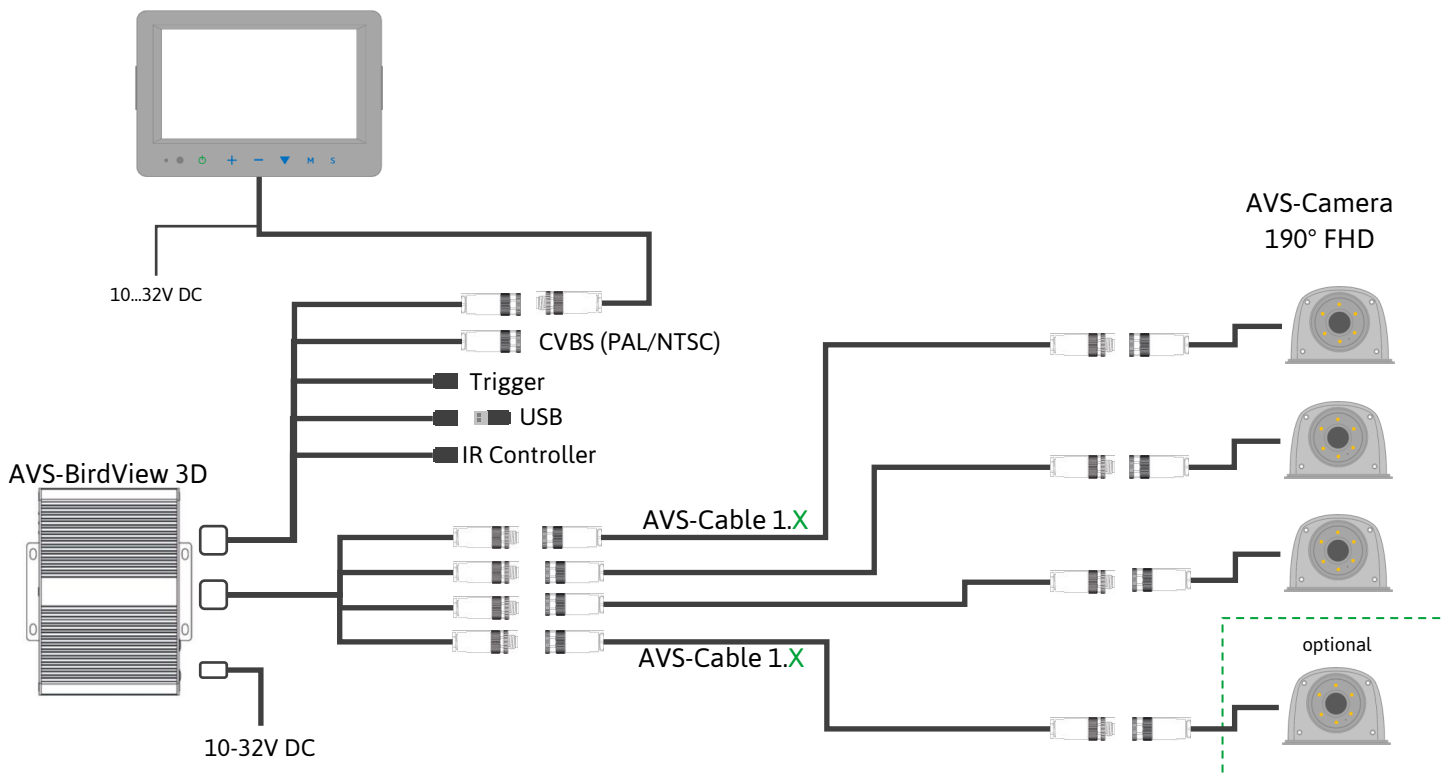 M S
AVS-Camera
190° FHD
10...32V DC
CVBS (PAL/NTSC)
Trigger
USB
IR Controller
AVS-BirdView 3D
AVS-Cable 1.X
AVS-Cable 1.X
optional
10-32V DC